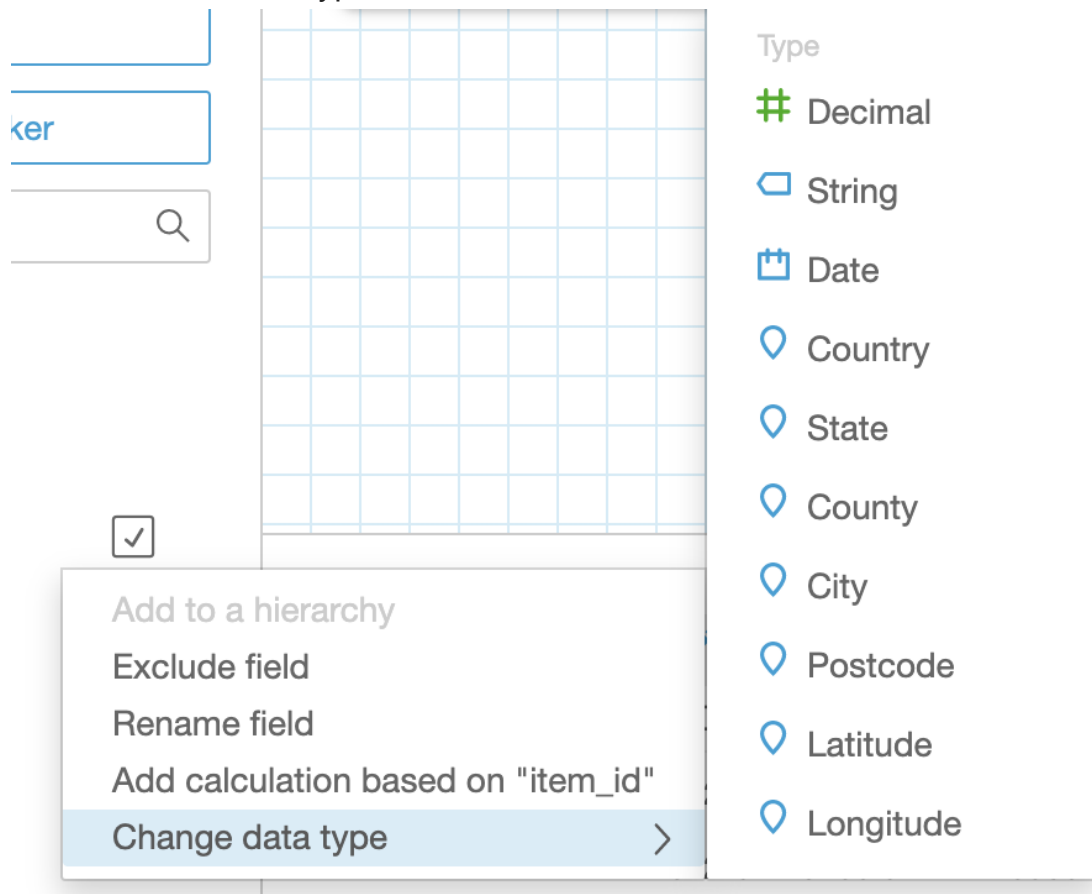 ker
Add to a hierarchy
Exclude field
Rename field
Add calculation based on "item_id"
Change data type
Type
Decimal
String
Date
Country
State
County
City
Postcode
Latitude
Longitude